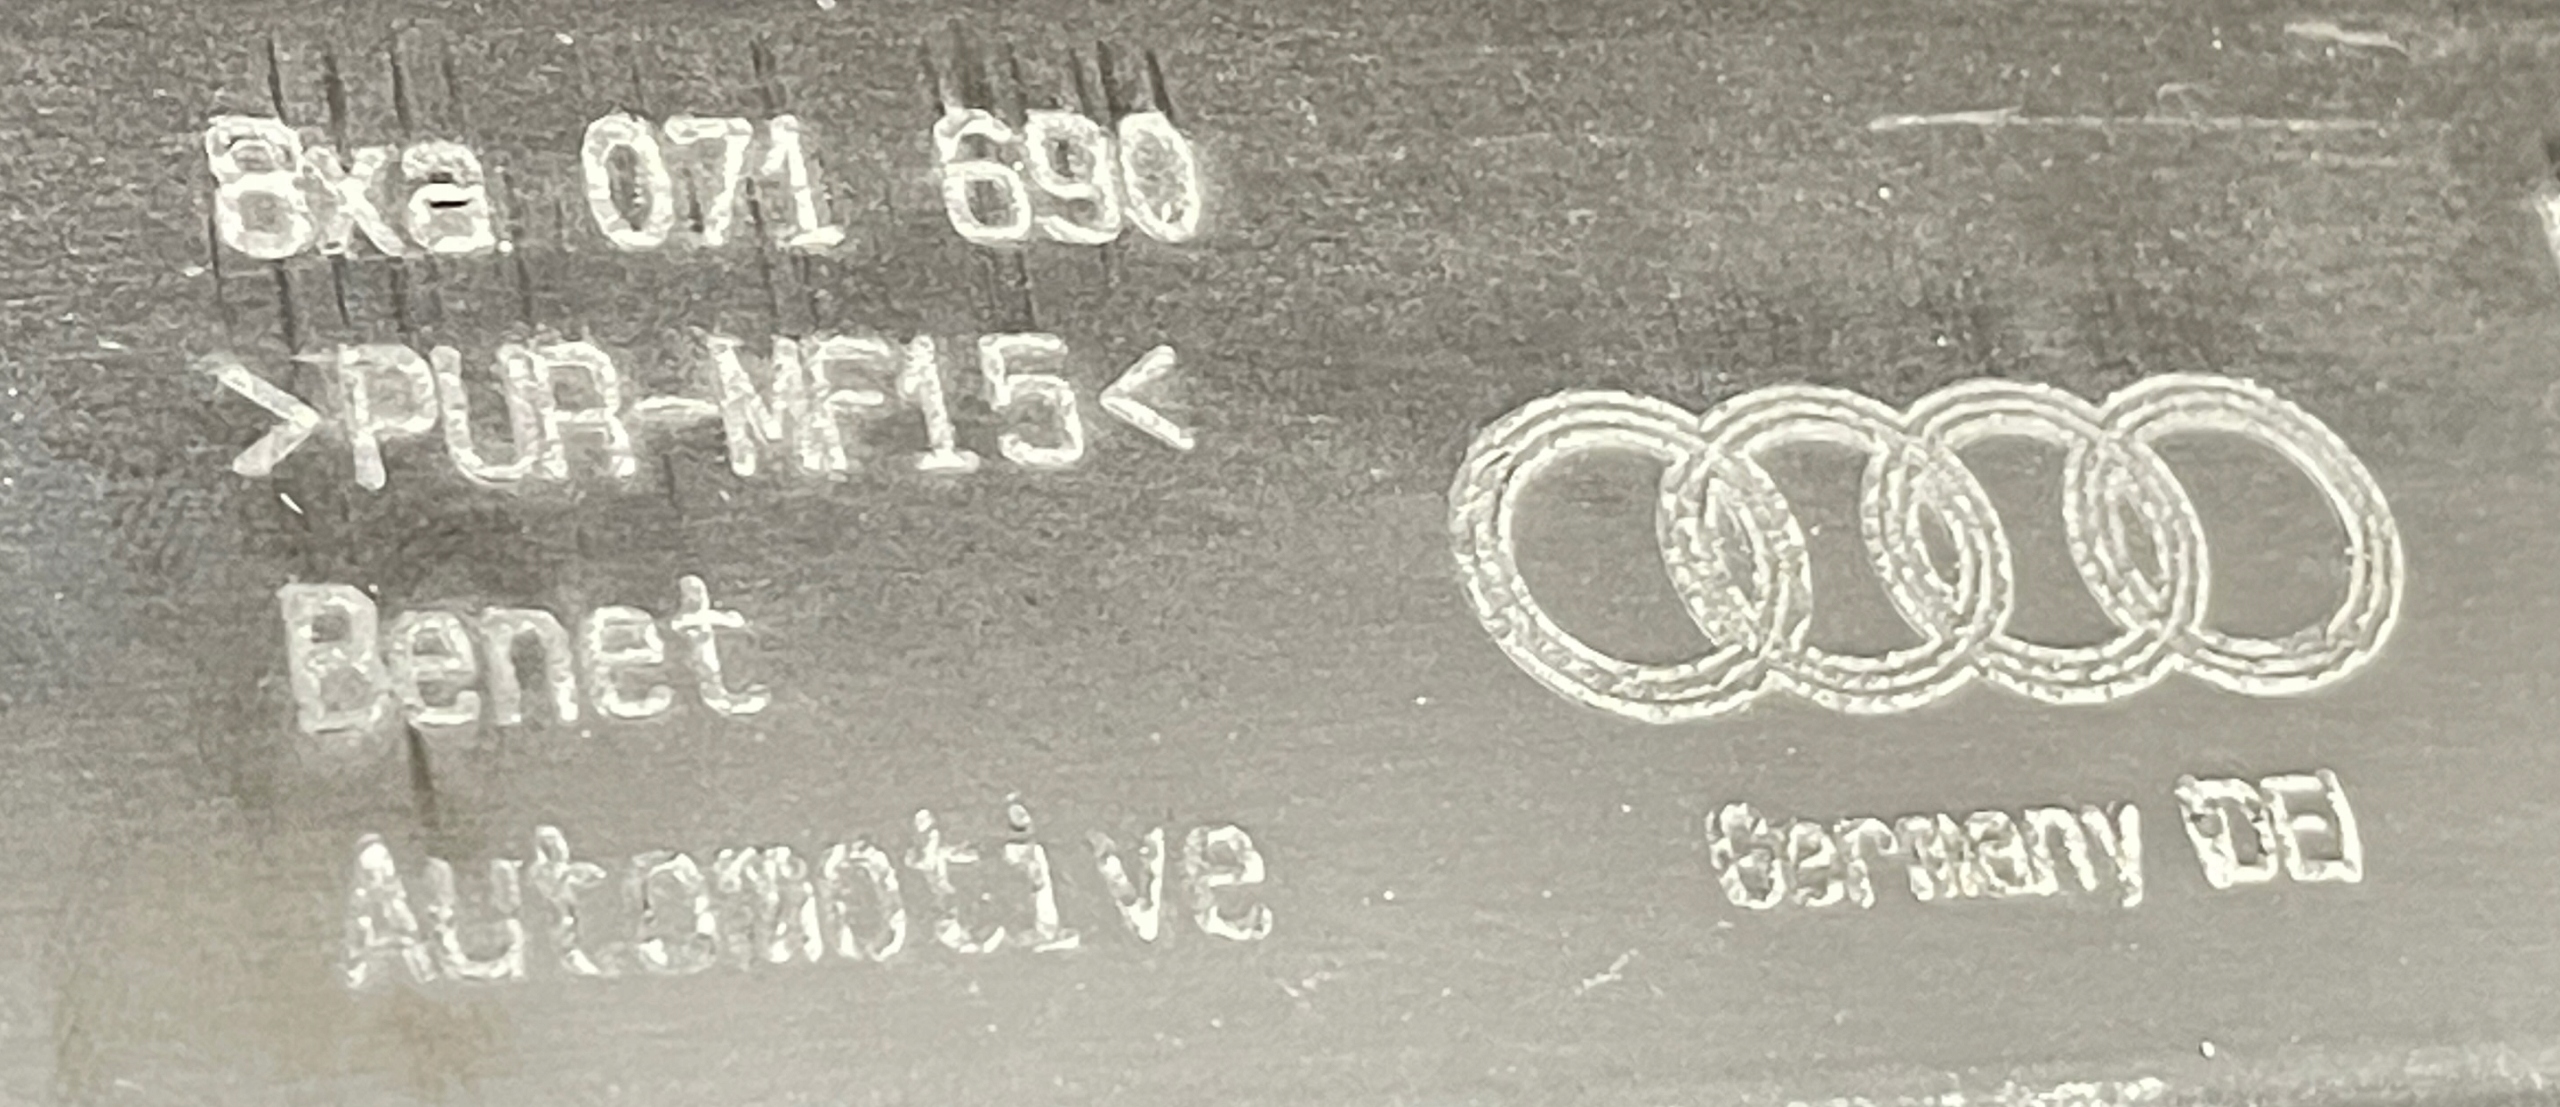 8xa 071 690
>PUR-MF15<
Benet
Automotive
Germany DE